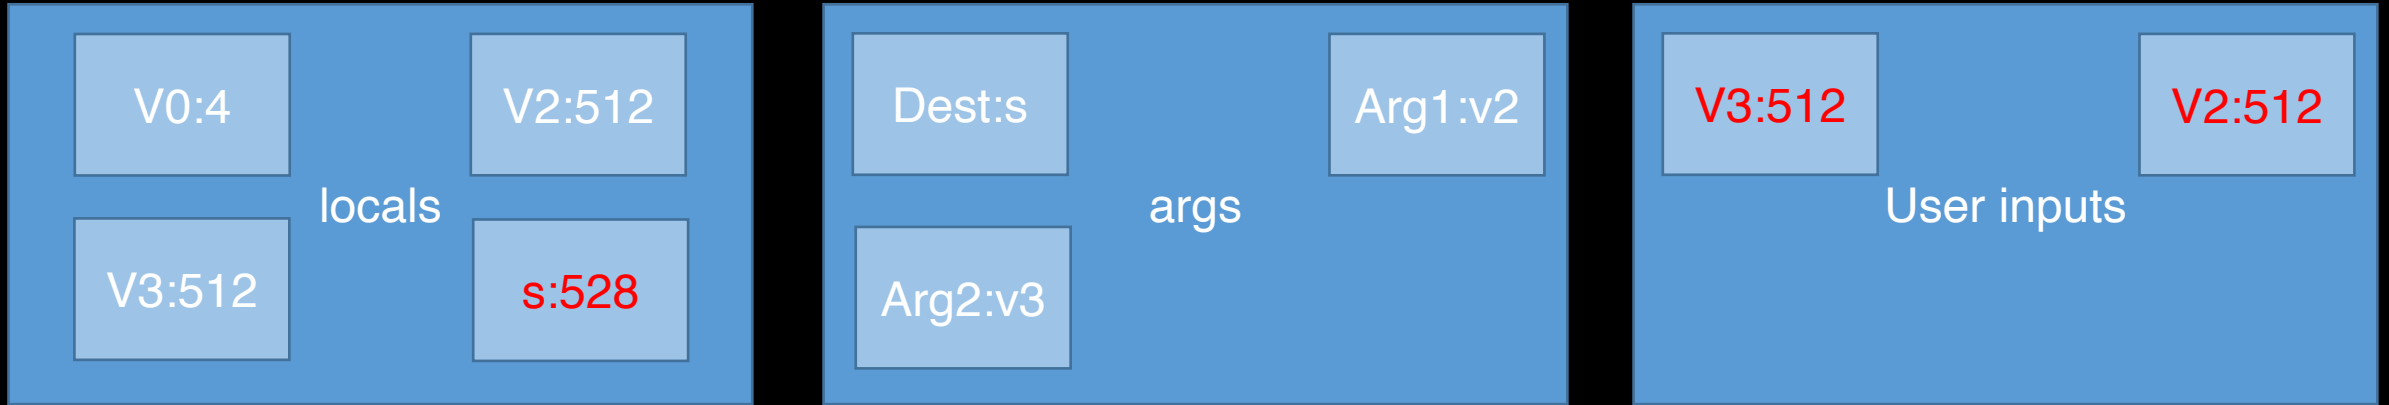 V0:4
V2:512
locals
V3:512
s:528
Dest:s
Arg1:v2
args
Arg2:v3
V3:512
V2:512
User inputs